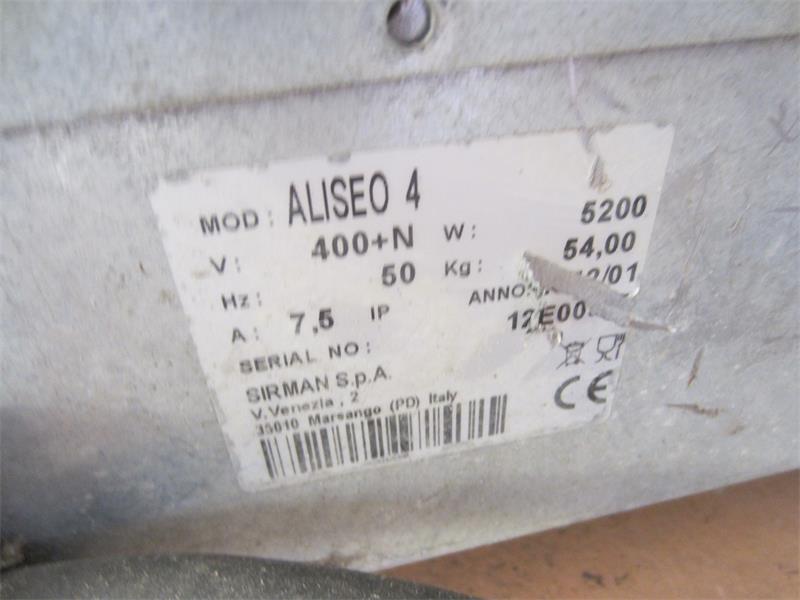 MOD: ALISEO 4
V: 400+N W: 5200
Hz: 50 Kg: 54,00
A: 7,5 IP ANNO:
SERIAL NO:
SIRMAN S.p.A.
V.Venezia , 2
35010 Marsango (PD) Italy
CE